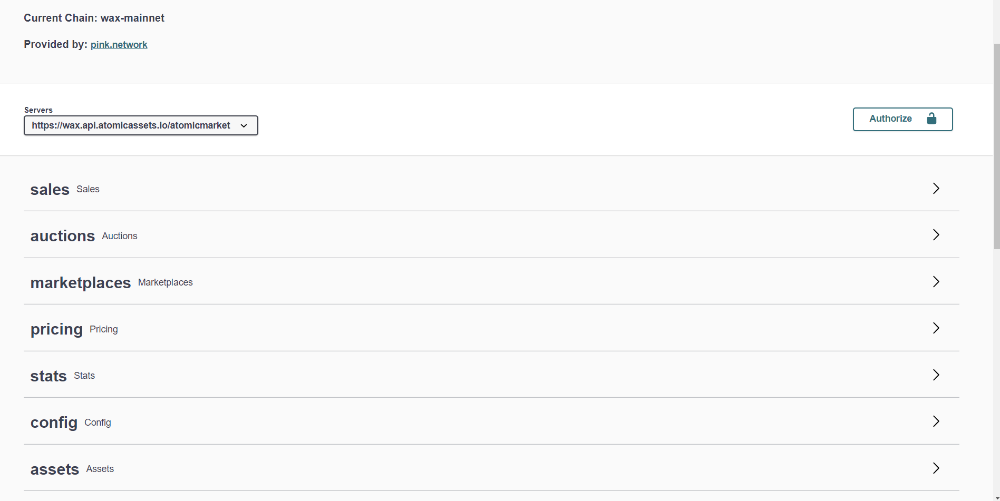 Current Chain: wax-mainnet
Provided by: pink.network
Servers
https://wax.api.atomicassets.io/atomicmarket
Authorize
sales Sales
auctions Auctions
marketplaces Marketplaces
pricing Pricing
stats Stats
config Config
assets Assets